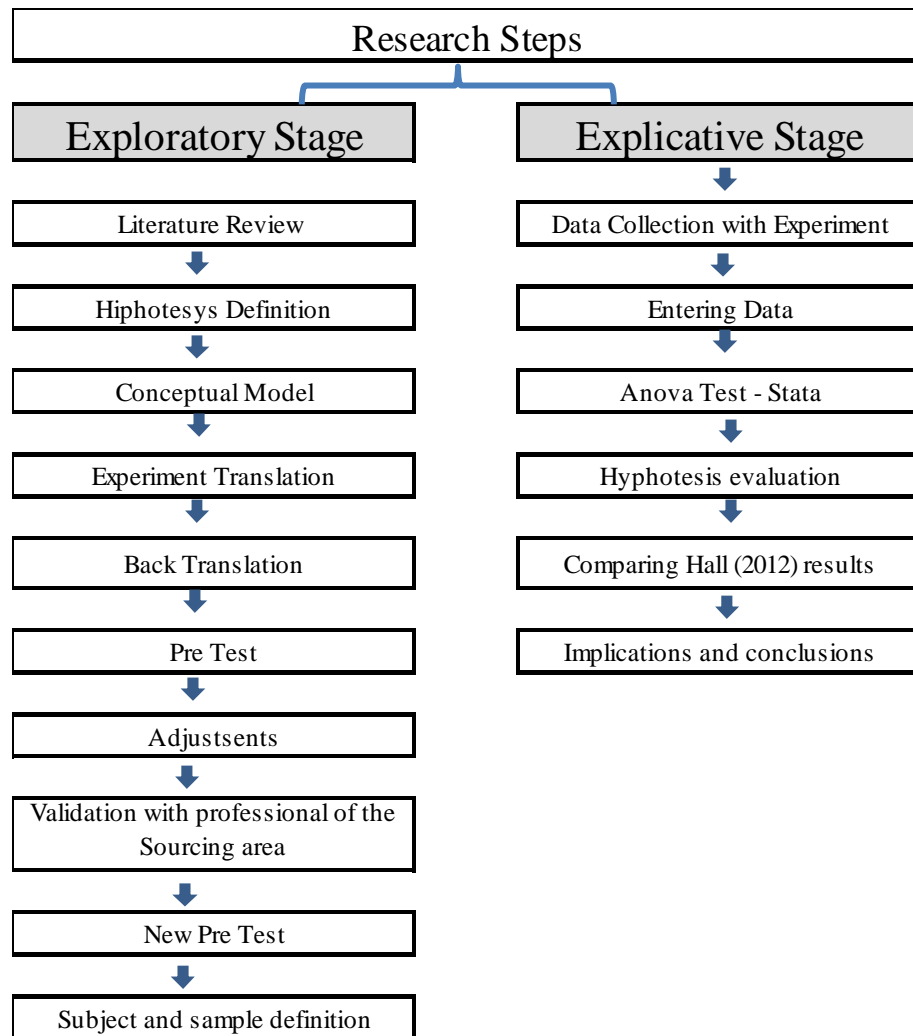 Research Steps
Exploratory Stage
Literature Review
Hiphotesys Definition
Conceptual Model
Experiment Translation
Back Translation
Pre Test
Adjustsents
Validation with professional of the
Sourcing area
New Pre Test
Subject and sample definition
Explicative Stage
Data Collection with Experiment
Entering Data
Anova Test - Stata
Hyphotesis evaluation
Comparing Hall (2012) results
Implications and conclusions